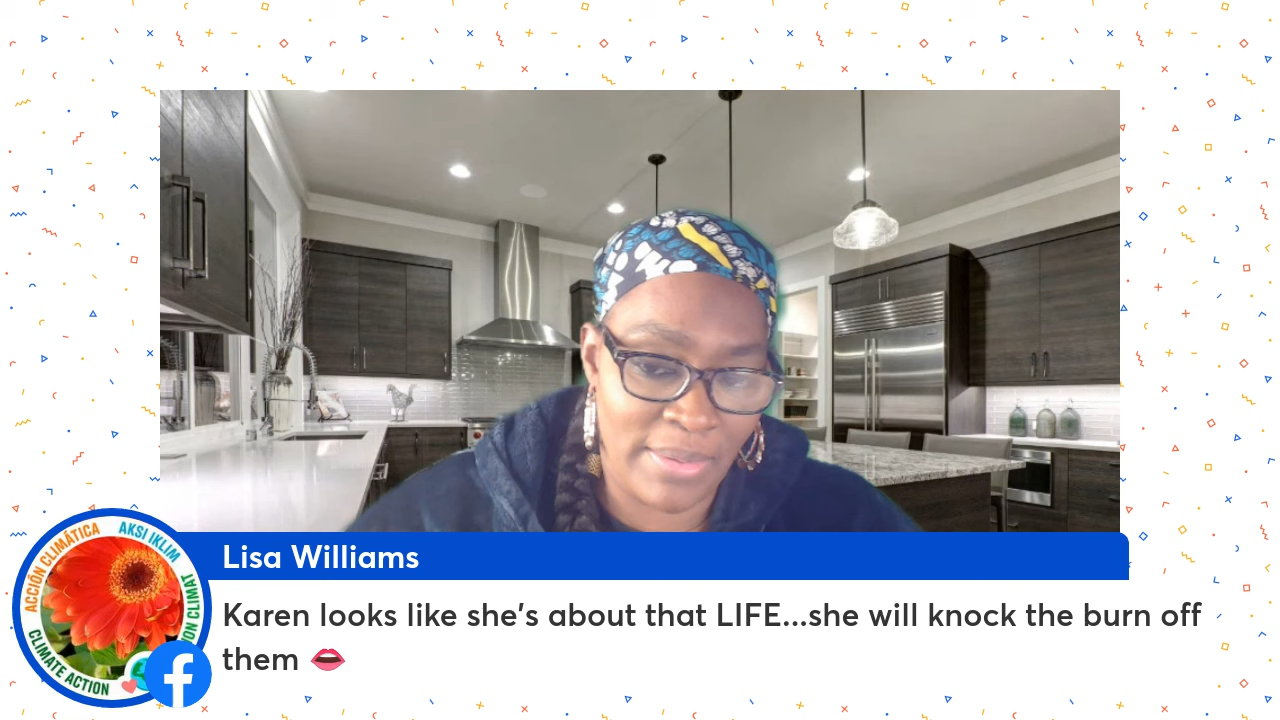 Lisa Williams
Karen looks like she's about that LIFE...she will knock the burn off
them 🫦
ACCIÓN CLIMÁTICA
AKSI IKLIM
ON CLIMAT
CLIMATE ACTION